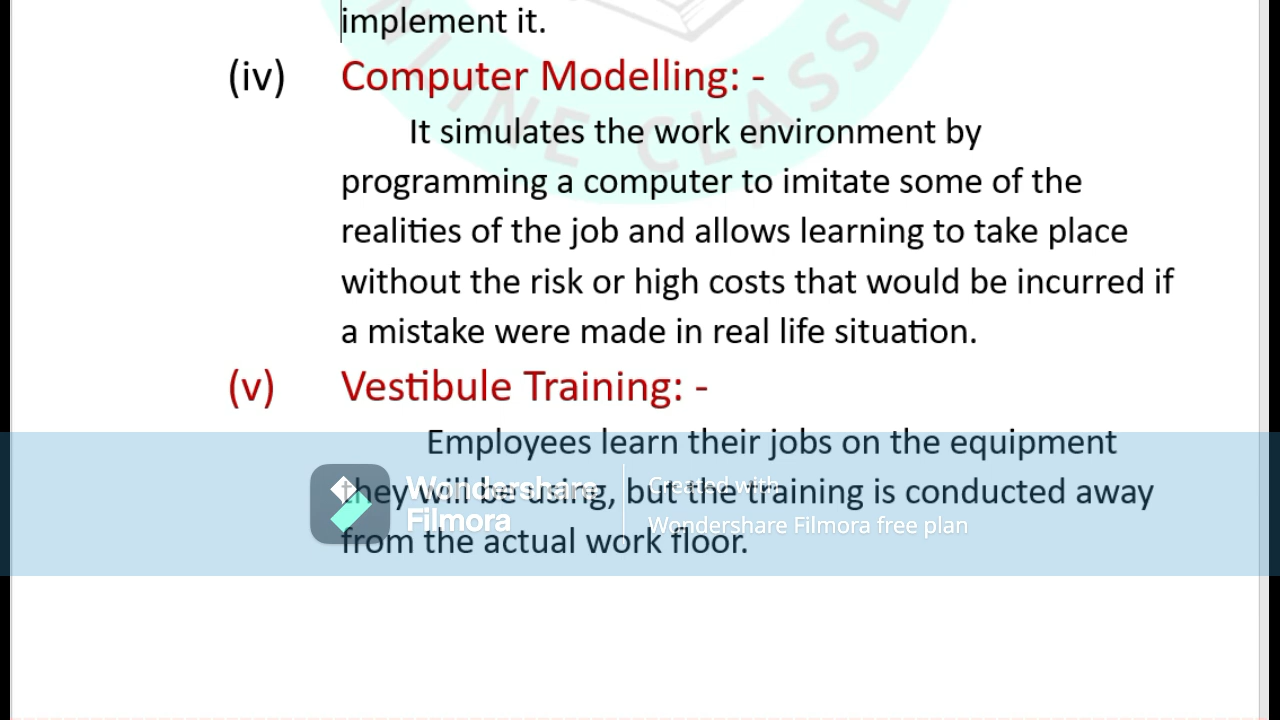 implement it.
(iv) Computer Modelling: -
It simulates the work environment by
programming a computer to imitate some of the
realities of the job and allows learning to take place
without the risk or high costs that would be incurred if
a mistake were made in real life situation.
(v) Vestibule Training: -
Employees learn their jobs on the equipment
they will be using, but the training is conducted away
from the actual work floor.
Wondershare
Filmora
Created with
Wondershare Filmora free plan
LINE CLASSE